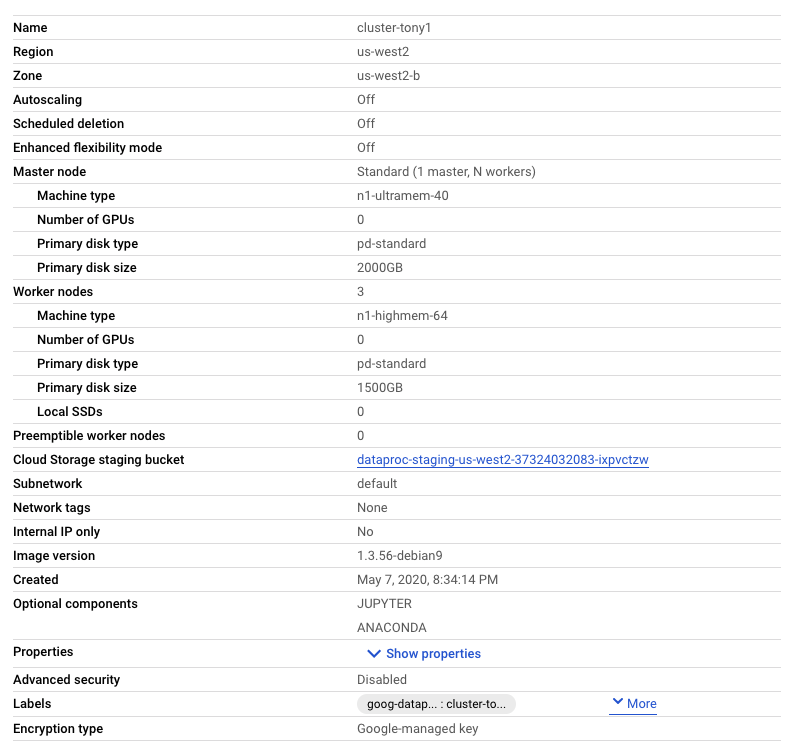 Name cluster-tony1
Region us-west2
Zone us-west2-b
Autoscaling Off
Scheduled deletion Off
Enhanced flexibility mode Off
Master node Standard (1 master, N workers)
Machine type n1-ultramem-40
Number of GPUs 0
Primary disk type pd-standard
Primary disk size 2000GB
Worker nodes 3
Machine type n1-highmem-64
Number of GPUs 0
Primary disk type pd-standard
Primary disk size 1500GB
Local SSDs 0
Preemptible worker nodes 0
Cloud Storage staging bucket dataproc-staging-us-west2-37324032083-ixpvctzw
Subnetwork default
Network tags None
Internal IP only No
Image version 1.3.56-debian9
Created May 7, 2020, 8:34:14 PM
Optional components JUPYTER
ANACONDA
Properties Show properties
Advanced security Disabled
Labels goog-datap... : cluster-to... More
Encryption type Google-managed key